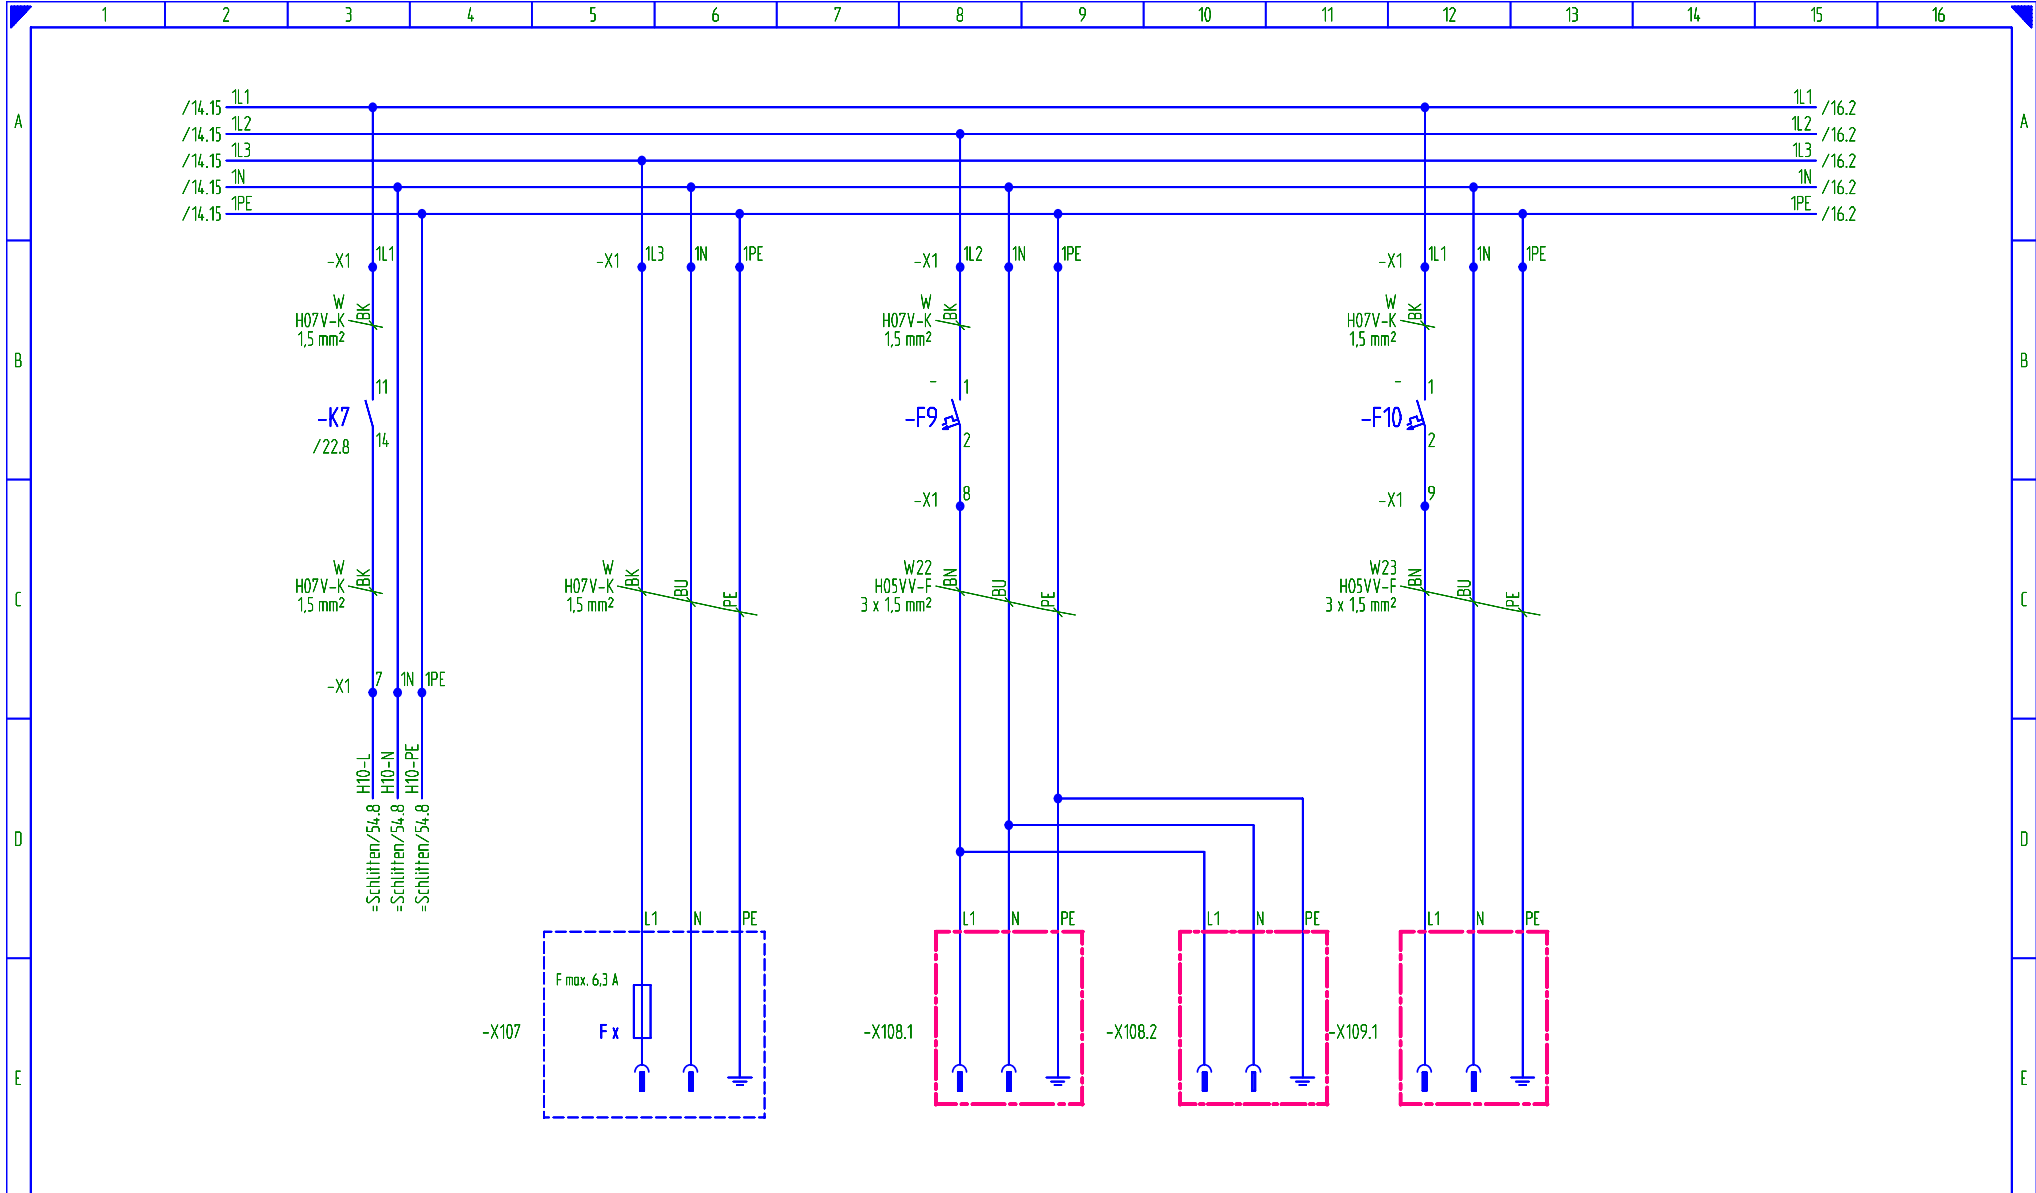 1 2 3 4 5 6 7 8 9 10 11 12 13 14 15 16
A A
/14.15 1L1 1L1 /16.2
/14.15 1L2 1L2 /16.2
/14.15 1L3 1L3 /16.2
/14.15 1N 1N /16.2
/14.15 1PE 1PE /16.2
-X1 1L1 -X1 1L3 1N 1PE -X1 1L2 1N 1PE -X1 1L1 1N 1PE
W BK W BK W BK
H07V-K H07V-K H07V-K
1,5 mm² 1,5 mm² 1,5 mm²
B B
11 - 1 - 1
-K7 -F9 -F10
/22.8 14 2 2
-X1 8 -X1 9
W BK W BK BU PE W22 BN BU PE W23 BN BU PE
H07V-K H07V-K H05VV-F H05VV-F
1,5 mm² 1,5 mm² 3 x 1,5 mm² 3 x 1,5 mm²
C C
-X1 7 1N 1PE
H10-L H10-N H10-PE
=Schlitten/54.8 =Schlitten/54.8 =Schlitten/54.8
D D
L1 N PE L1 N PE L1 N PE L1 N PE
F max. 6,3 A
-X107 F x -X108.1 -X108.2 -X109.1
E E